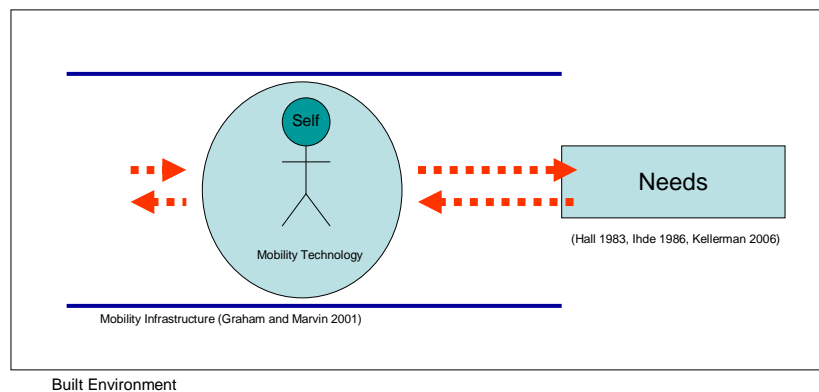 Self
Needs
Mobility Technology
(Hall 1983, Ihde 1986, Kellerman 2006)
Mobility Infrastructure (Graham and Marvin 2001)
Built Environment